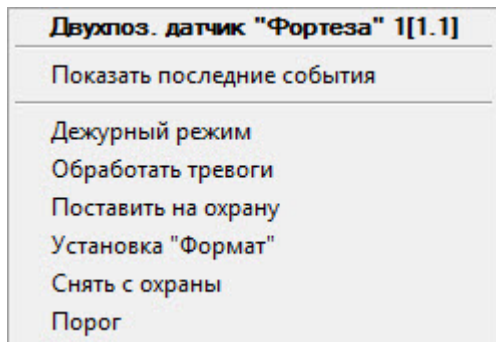 Двухпоз. датчик "Фортеза" 1[1.1]
Показать последние события
Дежурный режим
Обработать тревоги
Поставить на охрану
Установка "Формат"
Снять с охраны
Порог